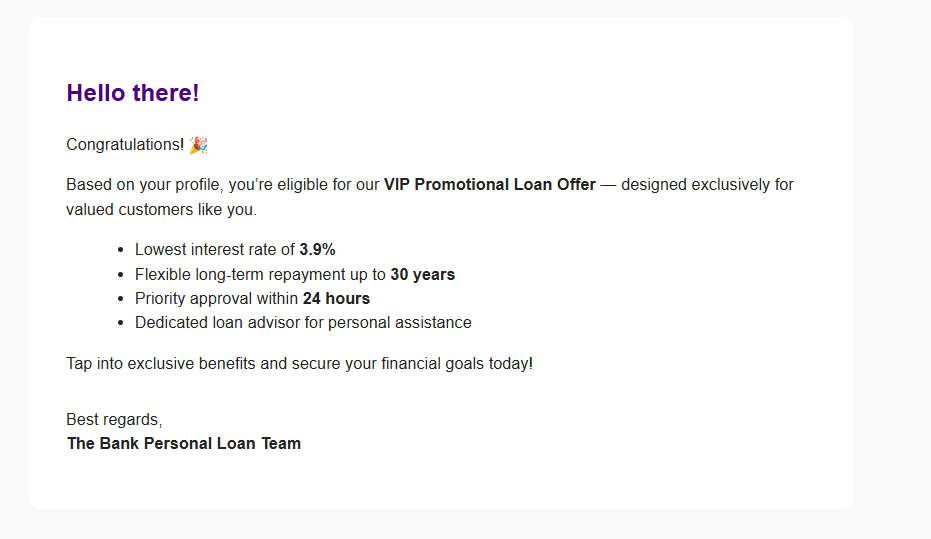 Hello there!
Congratulations! 🎉
Based on your profile, you’re eligible for our VIP Promotional Loan Offer — designed exclusively for
valued customers like you.
• Lowest interest rate of 3.9%
• Flexible long-term repayment up to 30 years
• Priority approval within 24 hours
• Dedicated loan advisor for personal assistance
Tap into exclusive benefits and secure your financial goals today!
Best regards,
The Bank Personal Loan Team